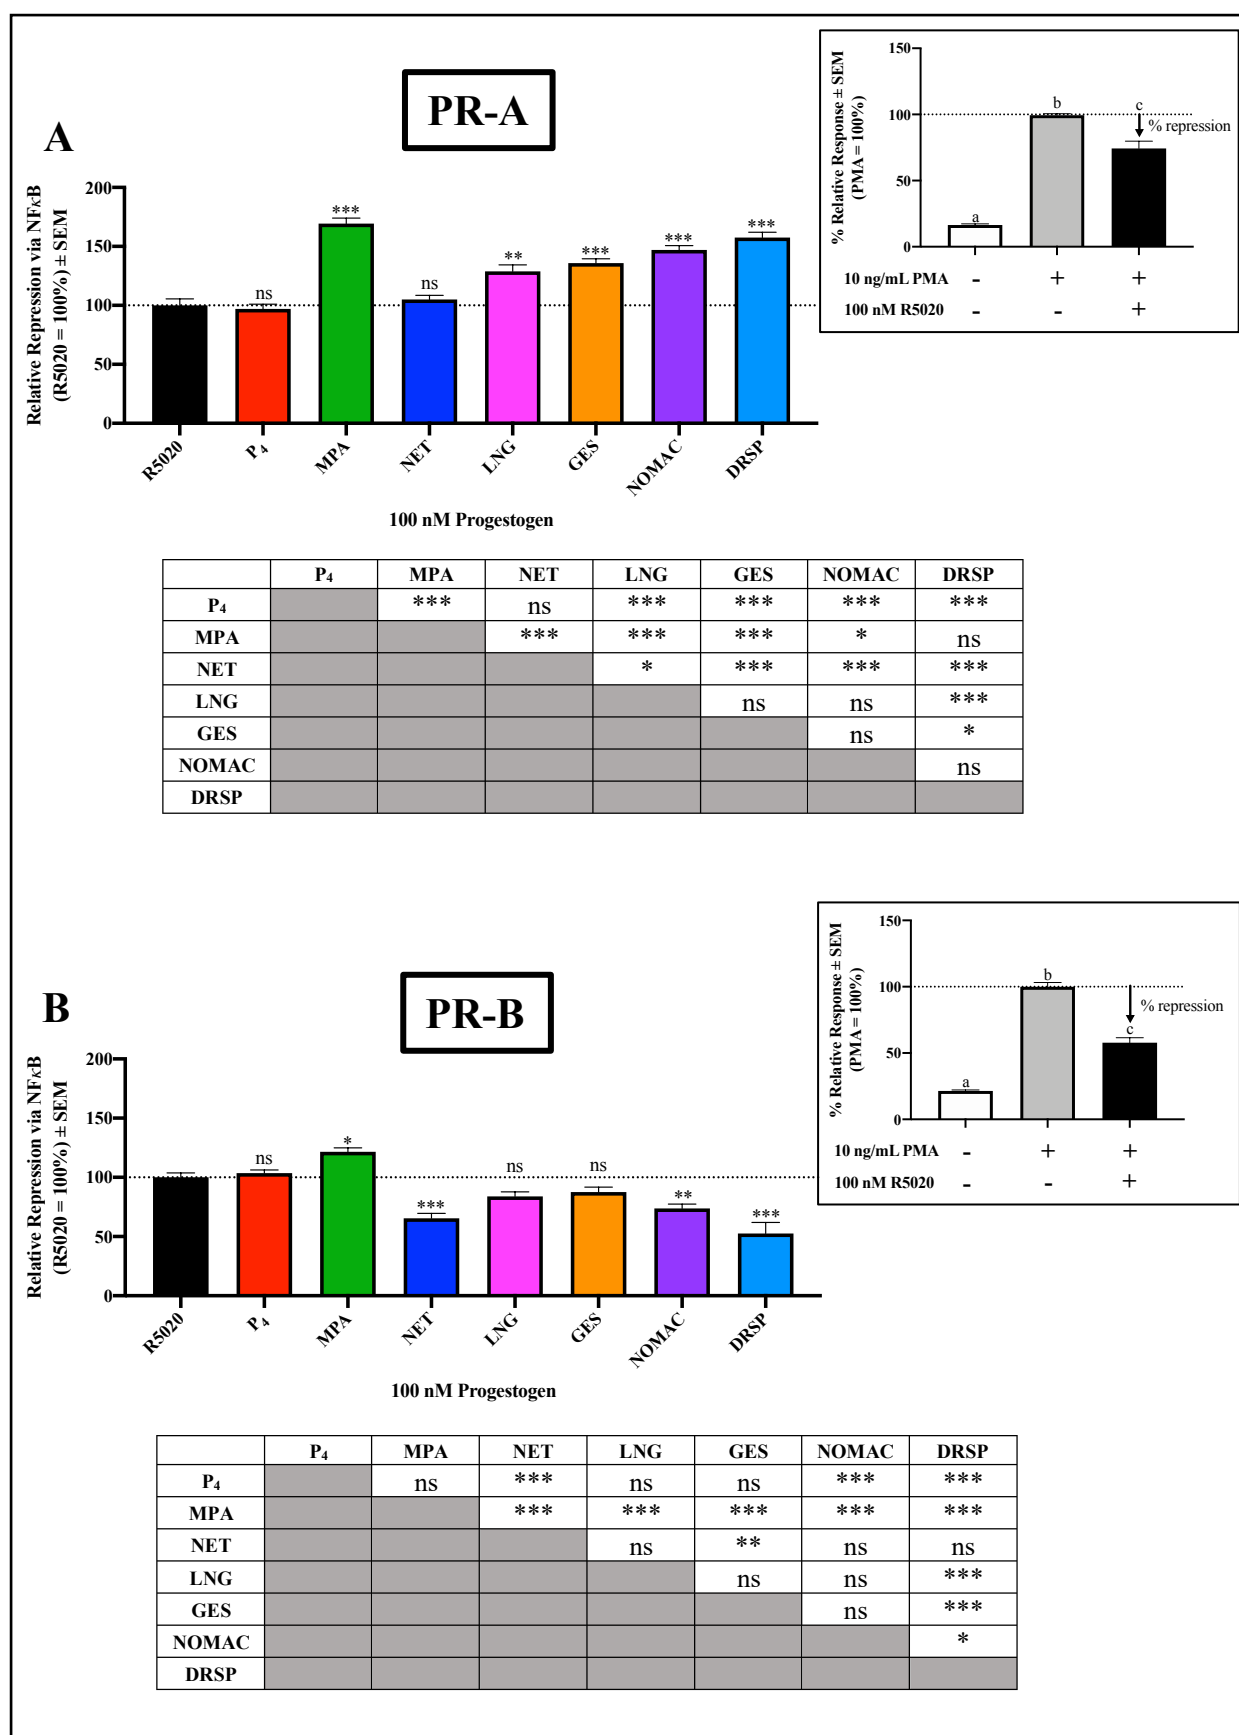 A
PR-A
Relative Repression via NFκB
(R5020 = 100%) ± SEM
200
150
100
50
0
ns
***
ns
**
***
***
***
R5020
P4
MPA
NET
LNG
GES
NOMAC
DRSP
100 nM Progestogen
% Relative Response ± SEM
(PMA = 100%)
150
100
50
0
a
b
c
% repression
10 ng/mL PMA - + +
100 nM R5020 - - +
P4 MPA NET LNG GES NOMAC DRSP
P4 *** ns *** *** *** ***
MPA *** *** *** * ns
NET * *** *** ***
LNG ns ns ***
GES ns *
NOMAC ns
DRSP
B
PR-B
Relative Repression via NFκB
(R5020 = 100%) ± SEM
200
150
100
50
0
ns
*
***
ns
ns
**
***
R5020
P4
MPA
NET
LNG
GES
NOMAC
DRSP
100 nM Progestogen
% Relative Response ± SEM
(PMA = 100%)
150
100
50
0
a
b
c
% repression
10 ng/mL PMA - + +
100 nM R5020 - - +
P4 MPA NET LNG GES NOMAC DRSP
P4 ns *** ns ns *** ***
MPA *** *** *** *** ***
NET ns ** ns ns
LNG ns ns ***
GES ns ***
NOMAC *
DRSP